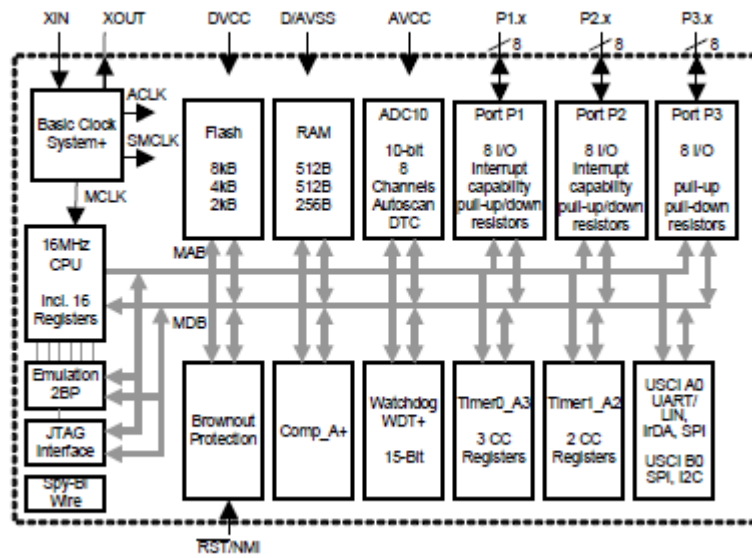 XIN
XOUT
DVCC
D/AVSS
AVCC
P1.x
P2.x
P3.x
8
8
8
Basic Clock
System+
ACLK
SMCLK
MCLK
Flash
8kB
4kB
2kB
RAM
512B
512B
256B
ADC10
10-bit
8
Channels
Autoscan
DTC
Port P1
8 I/O
Interrupt
capability
pull-up/down
resistors
Port P2
8 I/O
Interrupt
capability
pull-up/down
resistors
Port P3
8 I/O
pull-up
pull-down
resistors
16MHz
CPU
Incl. 16
Registers
MAB
MDB
Emulation
2BP
JTAG
Interface
Spy-Bi
Wire
Brownout
Protection
Comp_A+
Watchdog
WDT+
15-Bit
Timer0_A3
3 CC
Registers
Timer1_A2
2 CC
Registers
USCI A0
UART/
LIN,
IrDA, SPI
USCI B0
SPI, I2C
RST/NMI